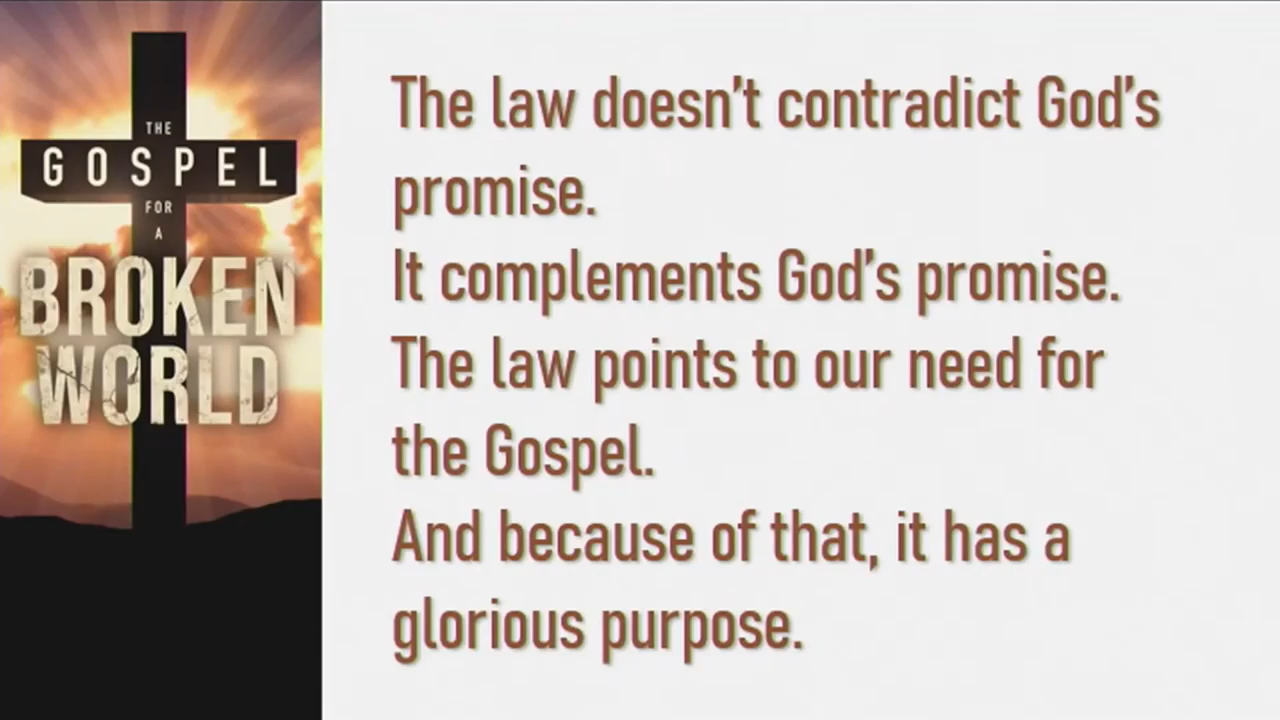 THE
GOSPEL
FOR
A
BROKEN
WORLD
The law doesn't contradict God's
promise.
It complements God's promise.
The law points to our need for
the Gospel.
And because of that, it has a
glorious purpose.